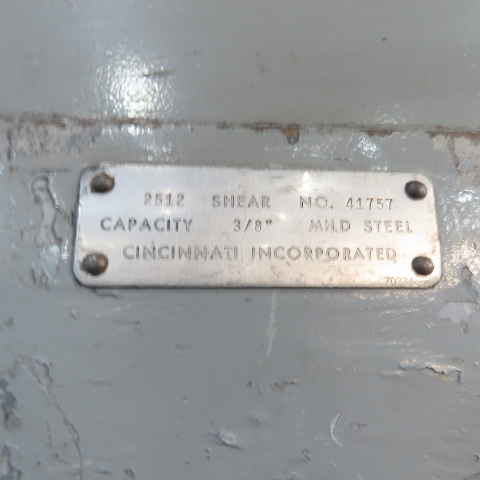 2512 SHEAR NO. 41757
CAPACITY 3/8" MILD STEEL
CINCINNATI INCORPORATED